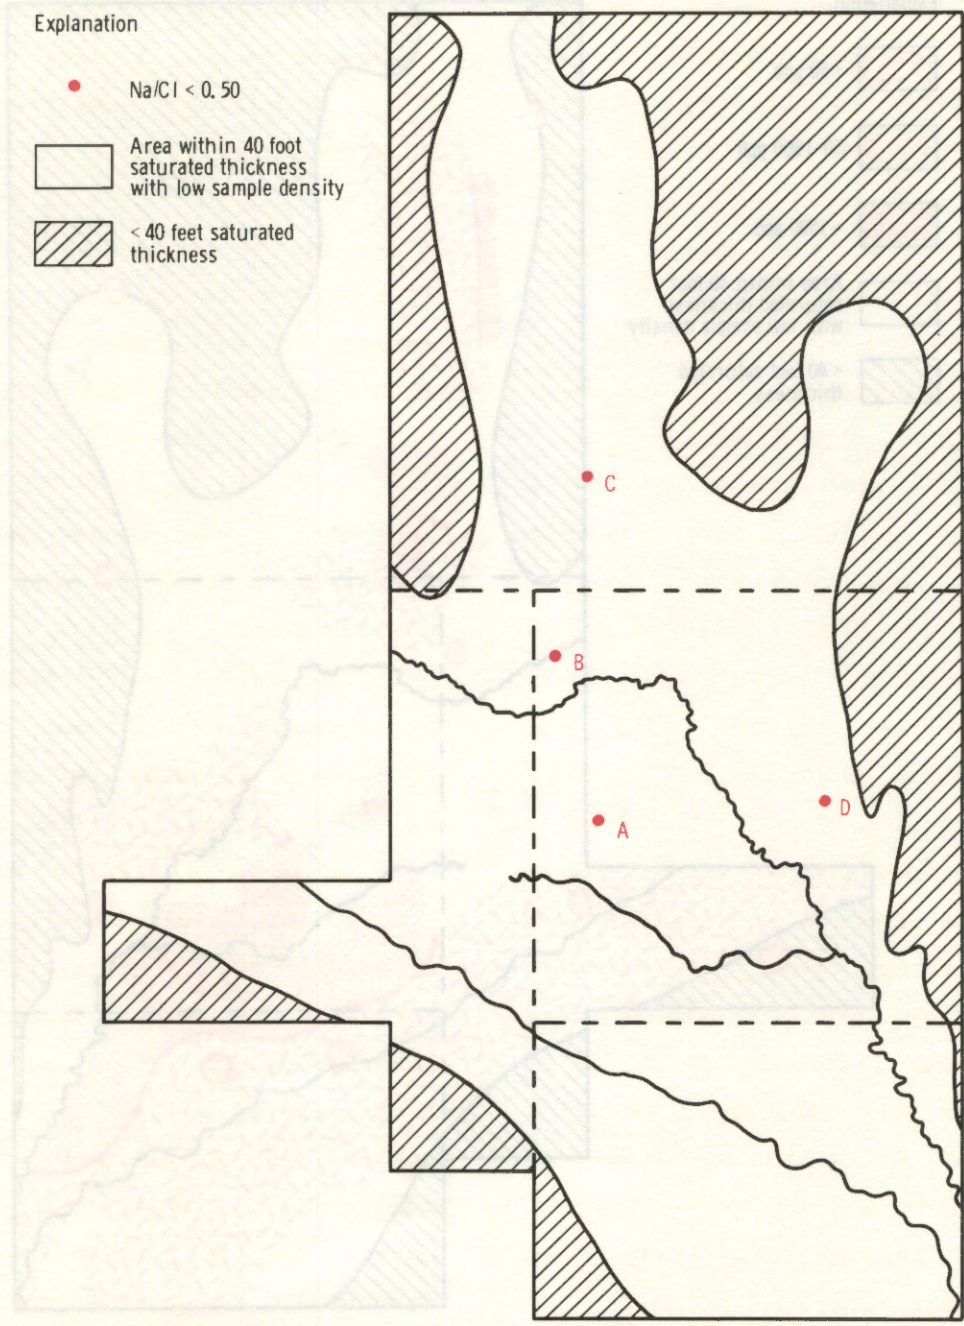 Explanation
Na/Cl < 0.50
Area within 40 foot
saturated thickness
with low sample density
< 40 feet saturated
thickness
C
B
D
A